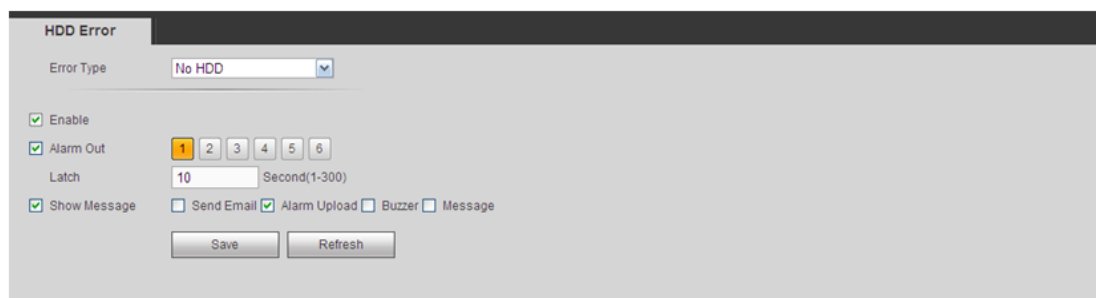 HDD Error
Error Type No HDD
Enable
Alarm Out 1 2 3 4 5 6
Latch 10 Second(1-300)
Show Message Send Email Alarm Upload Buzzer Message
Save Refresh